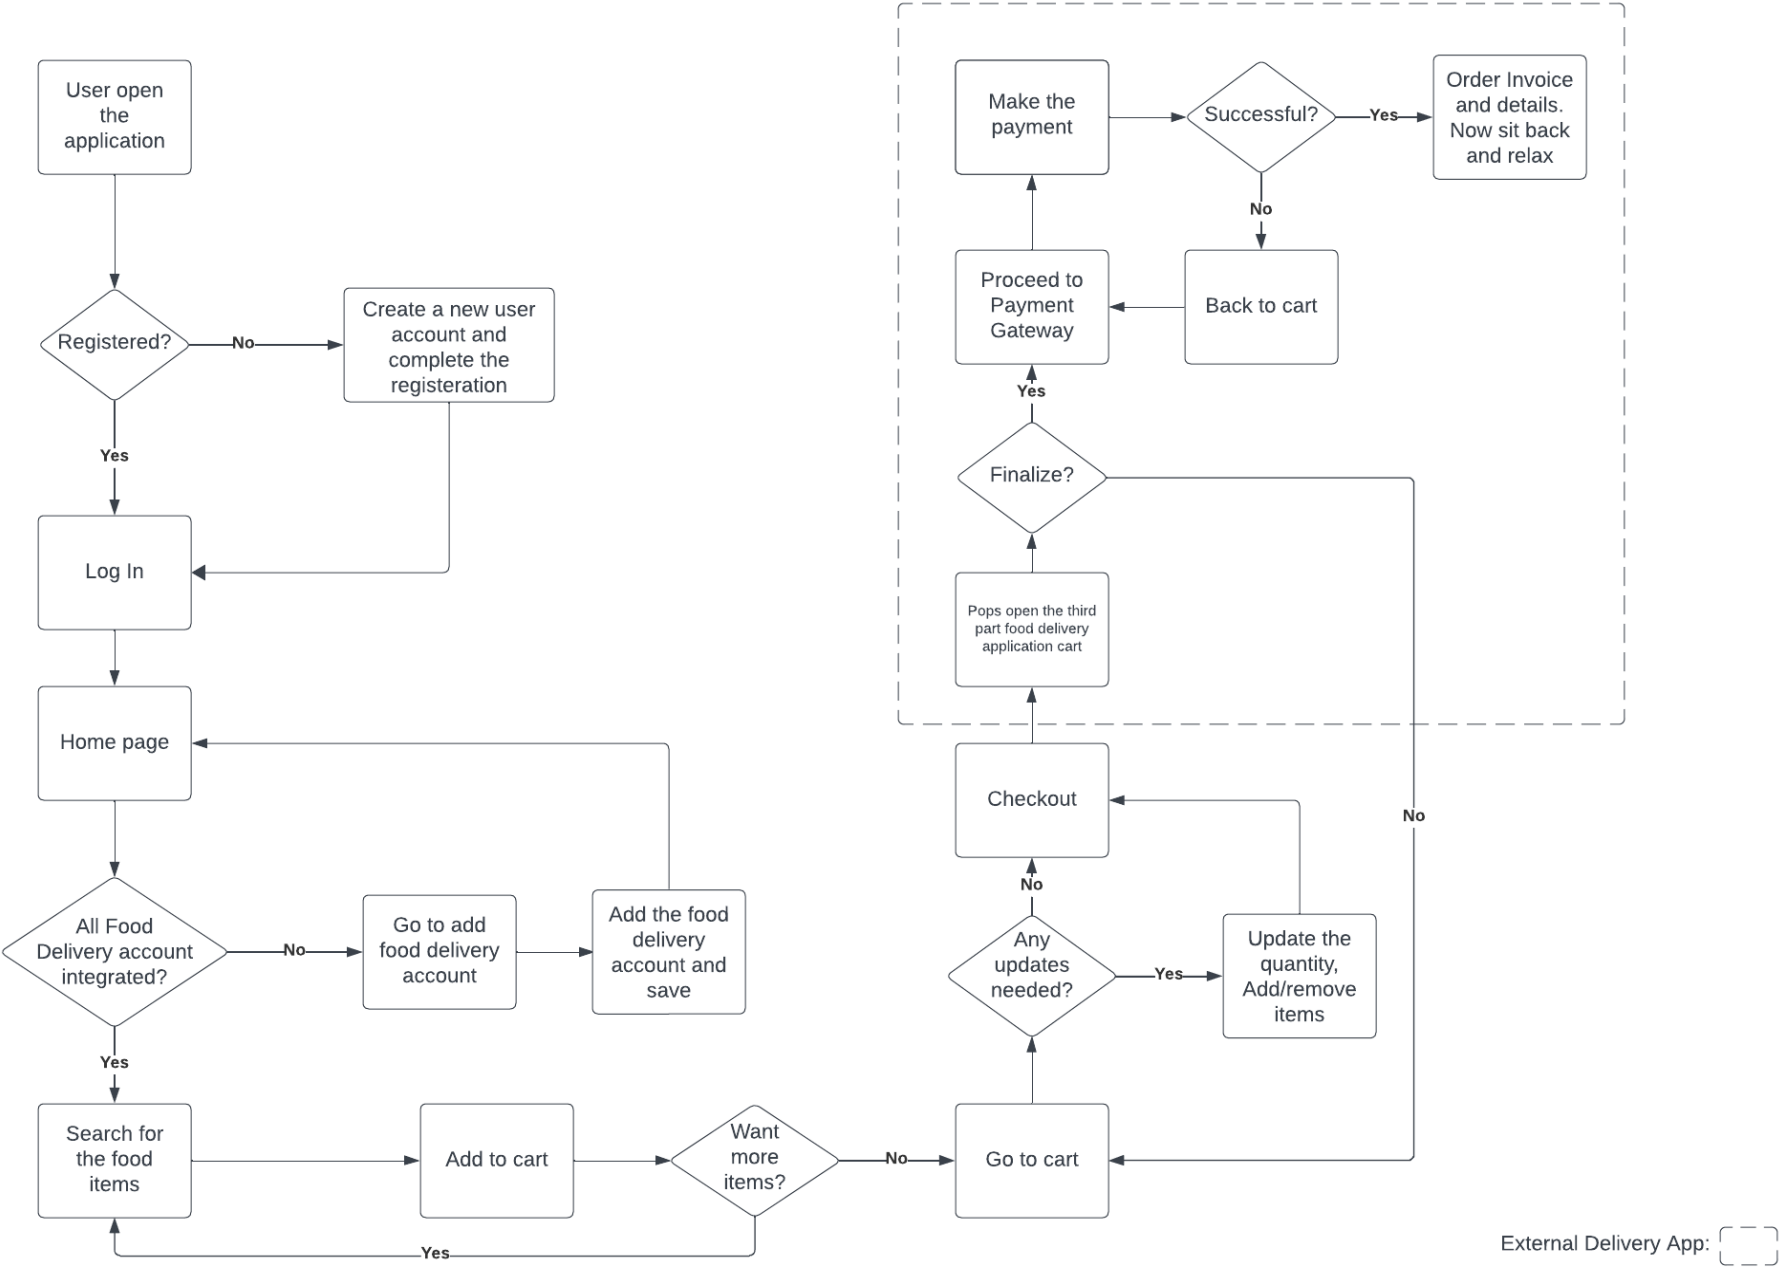 User open
the
application
Registered?
No
Create a new user
account and
complete the
registeration
Yes
Log In
Home page
All Food
Delivery account
integrated?
No
Go to add
food delivery
account
Add the food
delivery
account and
save
Yes
Search for
the food
items
Add to cart
Want
more
items?
Yes
No
Go to cart
Any
updates
needed?
Yes
Update the
quantity,
Add/remove
items
No
Checkout
Pops open the third
part food delivery
application cart
Finalize?
No
Yes
Proceed to
Payment
Gateway
Make the
payment
Successful?
Yes
Order Invoice
and details.
Now sit back
and relax
No
Back to cart
External Delivery App: